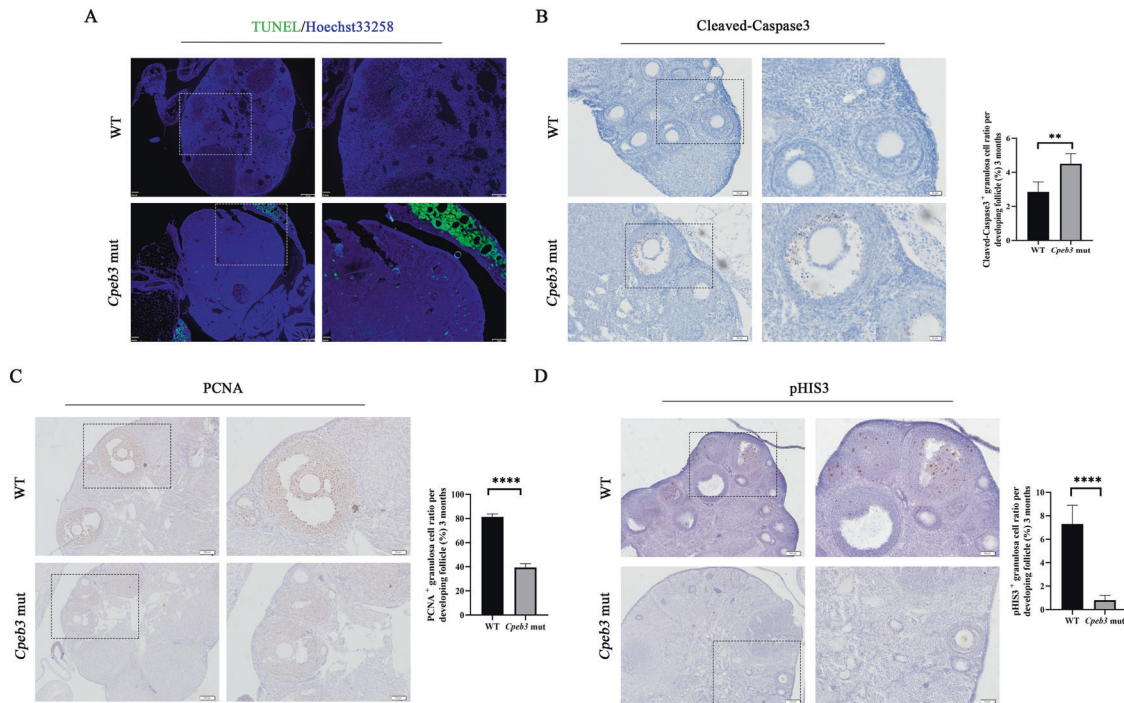 A
TUNEL/Hoechst33258
WT
Cpeb3 mut
B
Cleaved-Caspase3
WT
Cpeb3 mut
Cleaved-Caspase3+ granulosa cell ratio per
developing follicle (%) 3 months
6
4
2
0
**
WT
Cpeb3 mut
C
PCNA
WT
Cpeb3 mut
PCNA+ granulosa cell ratio per
developing follicle (%) 3 months
100
80
60
40
20
0
****
WT
Cpeb3 mut
D
pHIS3
WT
Cpeb3 mut
pHIS3+ granulosa cell ratio per
developing follicle (%) 3 months
10
8
6
4
2
0
****
WT
Cpeb3 mut